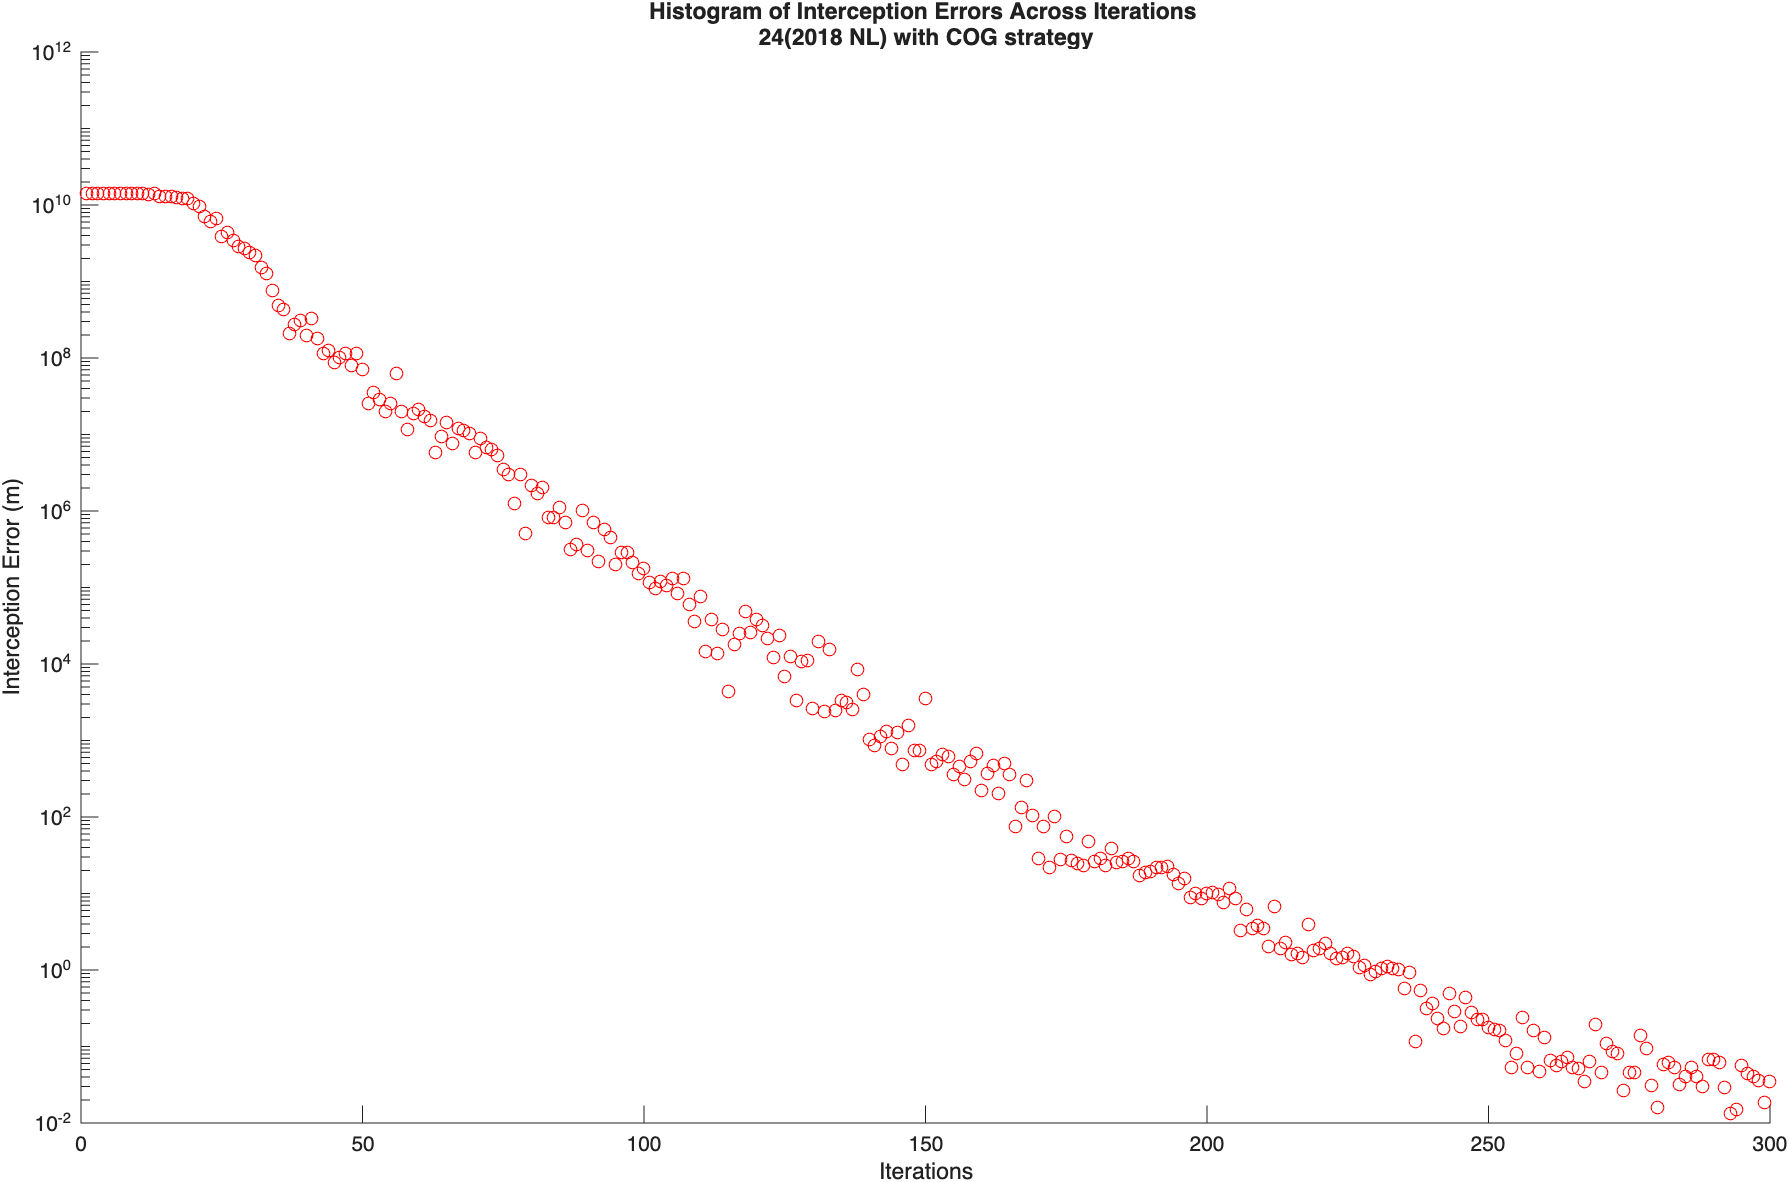 Histogram of Interception Errors Across Iterations
24(2018 NL) with COG strategy
10^12
10^10
10^8
10^6
10^4
10^2
10^0
10^-2
Interception Error (m)
0 50 100 150 200 250 300
Iterations